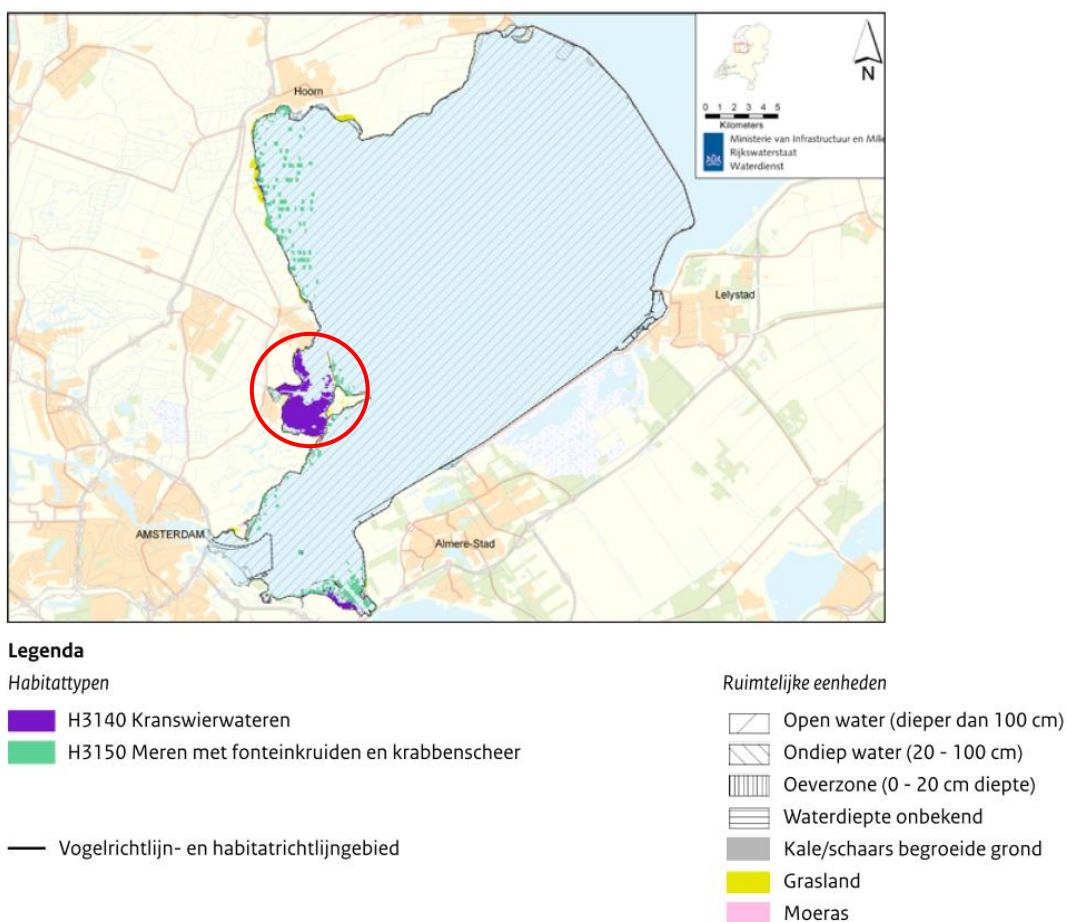 Hoorn
N
0 1 2 3 4 5
Kilometers
Ministerie van Infrastructuur en Mili
Rijkswaterstaat
Waterdienst
Lelystad
AMSTERDAM
Almere-Stad
Legenda
Habitattypen
H3140 Kranswierwateren
H3150 Meren met fonteinkruiden en krabbenscheer
Vogelrichtlijn- en habitatrichtlijngebied
Ruimtelijke eenheden
Open water (dieper dan 100 cm)
Ondiep water (20 - 100 cm)
Oeverzone (0 - 20 cm diepte)
Waterdiepte onbekend
Kale/schaars begroeide grond
Grasland
Moeras